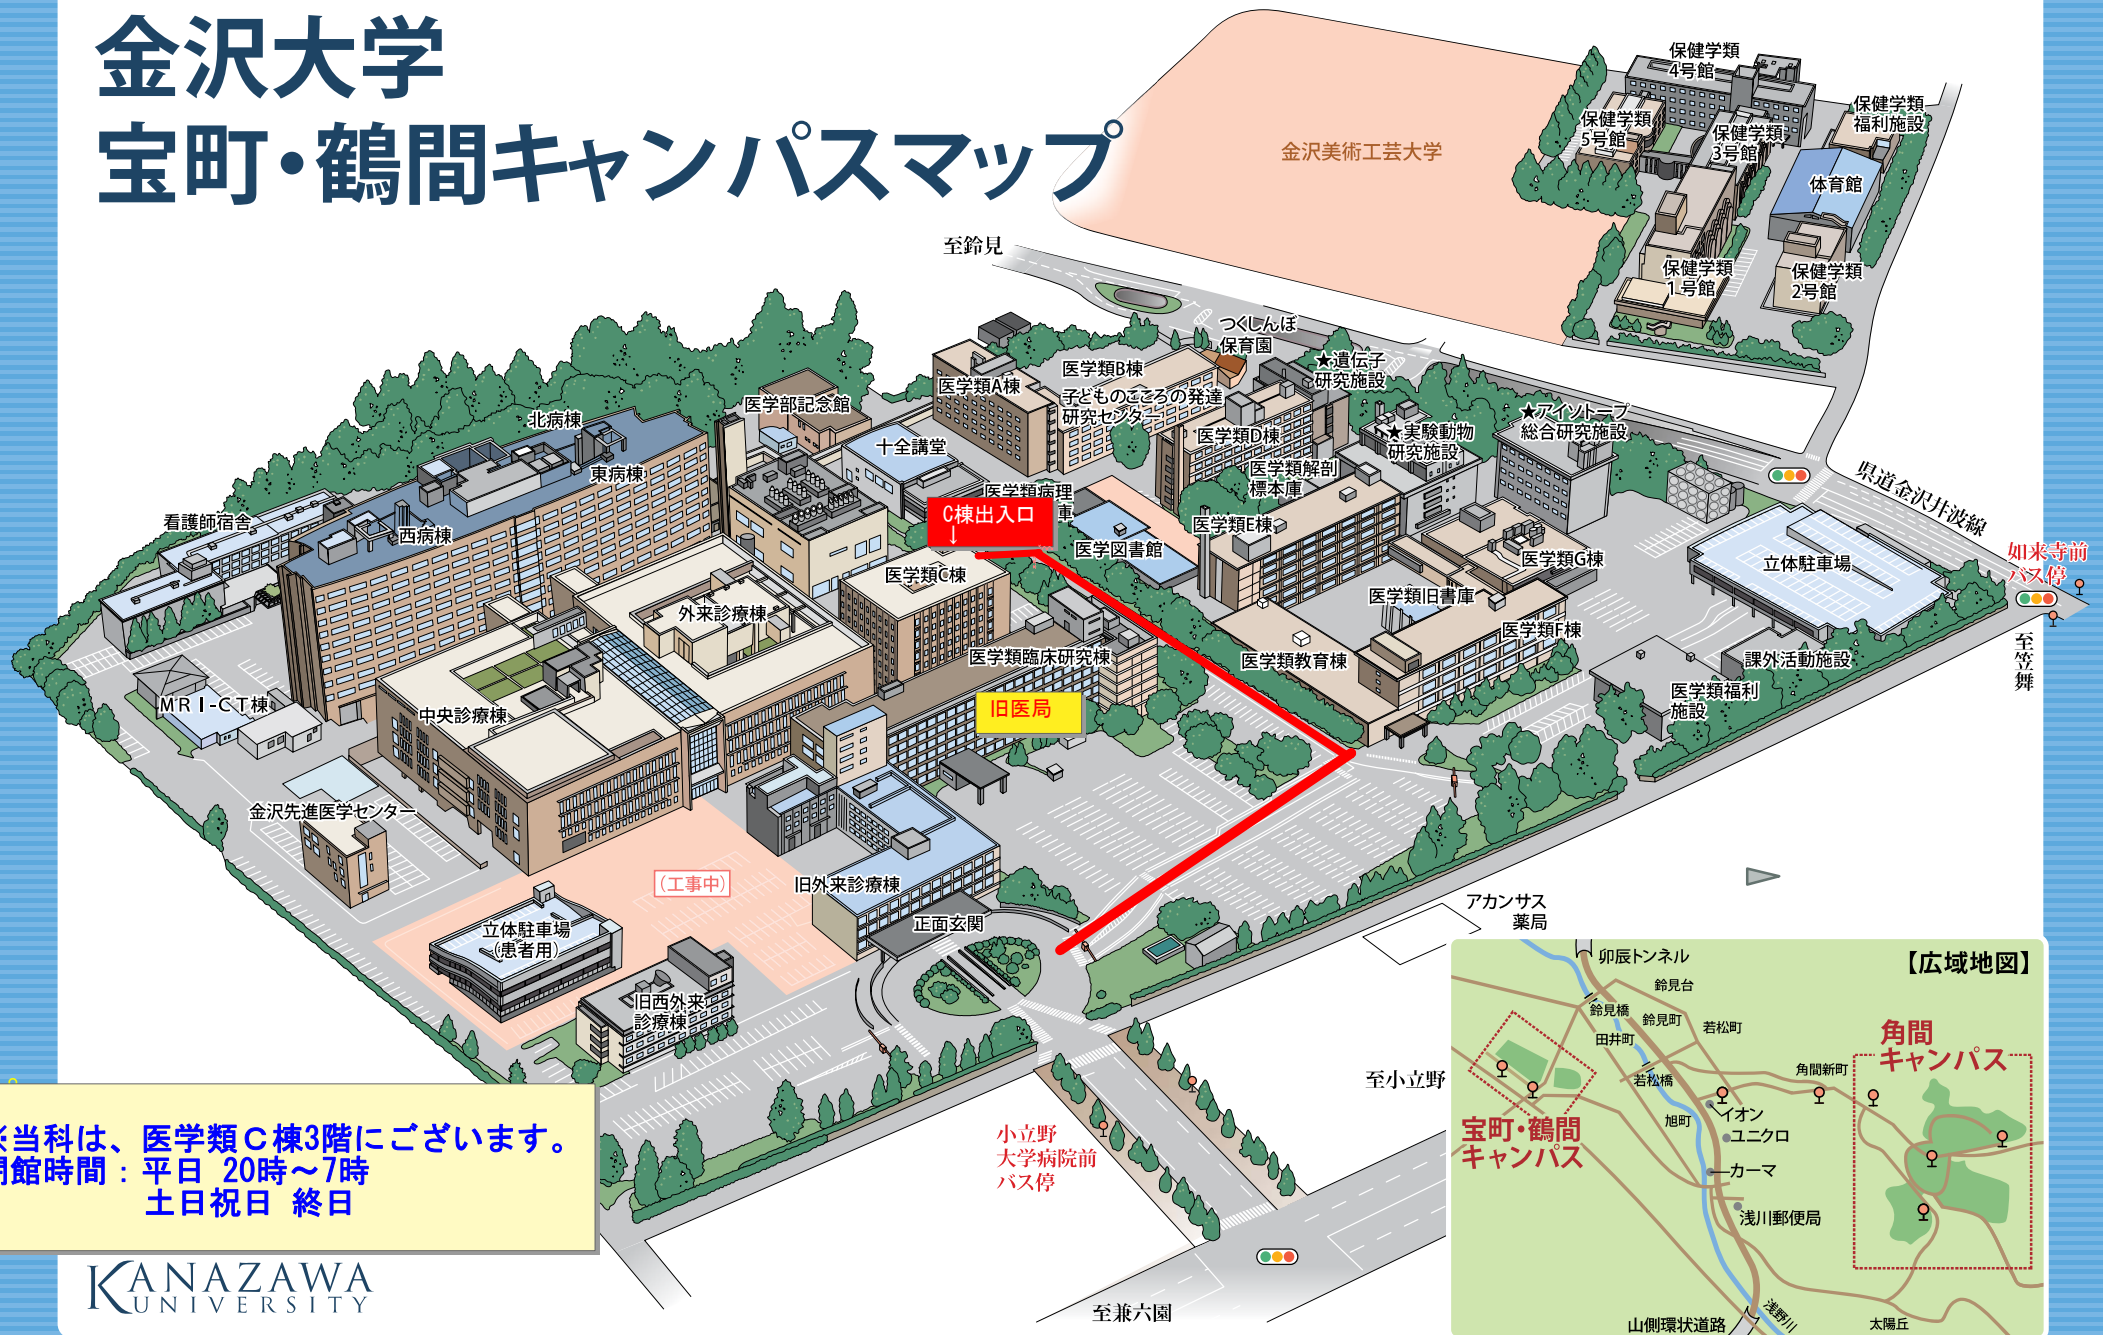 金沢大学
宝町・鶴間キャンパスマップ
金沢美術工芸大学
保健学類
4号館
保健学類
5号館
保健学類
3号館
保健学類
福利施設
体育館
保健学類
1号館
保健学類
2号館
至鈴見
つくしんぼ
保育園
★遺伝子
研究施設
医学類A棟
医学類B棟
子どものこころの発達
研究センター
医学部記念館
北病棟
東病棟
十全講堂
医学類D棟
★実験動物
研究施設
★アイソトープ
総合研究施設
県道金沢井波線
医学類解剖
標本庫
医学類病理
庫
C棟出入口
↓
看護師宿舎
西病棟
医学類E棟
医学図書館
医学類G棟
立体駐車場
如来寺前
バス停
医学類C棟
外来診療棟
医学類旧書庫
医学類F棟
至笠舞
医学類臨床研究棟
医学類教育棟
課外活動施設
医学類福利
施設
MRI-CT棟
中央診療棟
旧医局
金沢先進医学センター
(工事中)
旧外来診療棟
正面玄関
立体駐車場
(患者用)
旧西外来
診療棟
アカンサス
薬局
至小立野
小立野
大学病院前
バス停
至兼六園
当科は、医学類C棟3階にございます。
館時間：平日 20時～7時
土日祝日 終日
KANAZAWA
UNIVERSITY
【広域地図】
卯辰トンネル
鈴見台
鈴見橋
鈴見町
若松町
田井町
角間
キャンパス
角間新町
若松橋
旭町
イオン
ユニクロ
宝町・鶴間
キャンパス
カーマ
浅川郵便局
浅野川
山側環状道路
太陽丘